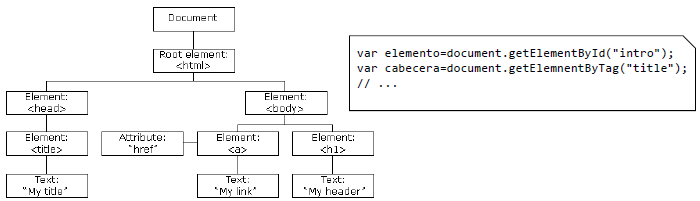 Document
Root element:
<html>
Element:
<head>
Element:
<body>
Element:
<title>
Attribute:
"href"
Element:
<a>
Element:
<h1>
Text:
"My title"
Text:
"My link"
Text:
"My header"
var elemento=document.getElementById("intro");
var cabecera=document.getElemnentByTag("title");
// ...